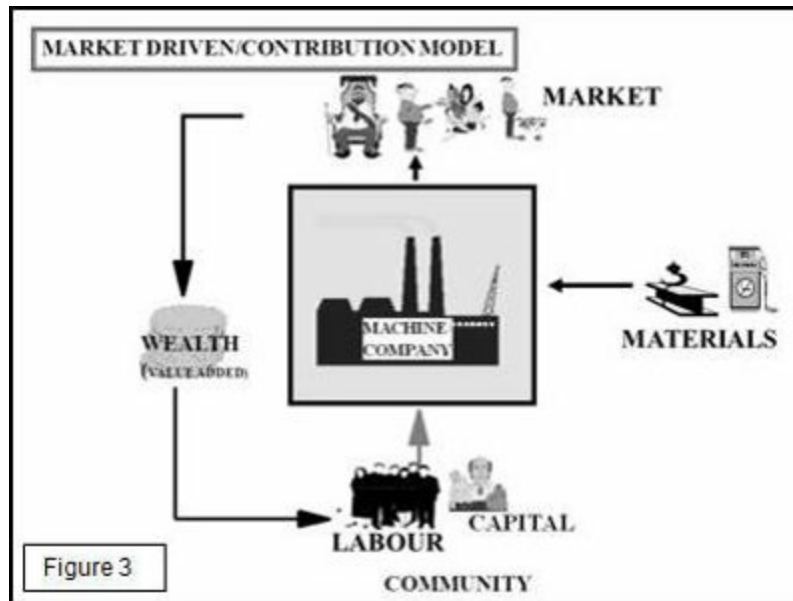 MARKET DRIVEN/CONTRIBUTION MODEL
MARKET
MACHINE
COMPANY
MATERIALS
WEALTH
(VALUE ADDED)
LABOUR
CAPITAL
COMMUNITY
Figure 3